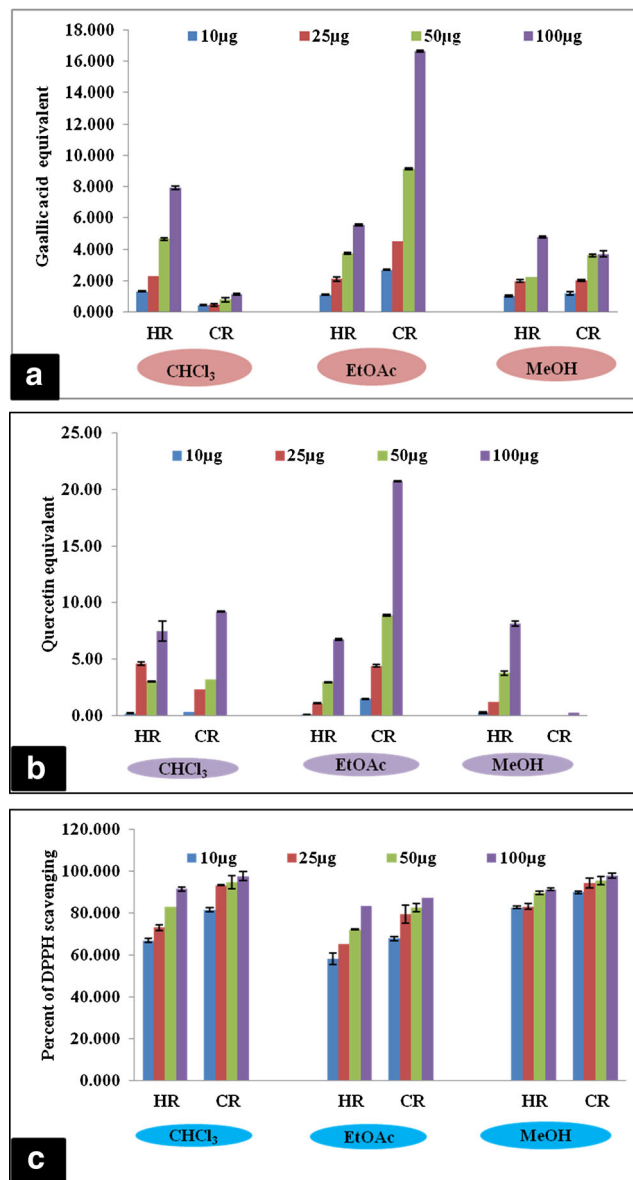 18.000
16.000
14.000
12.000
10.000
8.000
6.000
4.000
2.000
0.000
Gaallic acid equivalent
10µg 25µg 50µg 100µg
HR CR HR CR HR CR
CHCl3 EtOAc MeOH
a
25.00
20.00
15.00
10.00
5.00
0.00
Quercetin equivalent
10µg 25µg 50µg 100µg
HR CR HR CR HR CR
CHCl3 EtOAc MeOH
b
120.000
100.000
80.000
60.000
40.000
20.000
0.000
Percent of DPPH scavenging
10µg 25µg 50µg 100µg
HR CR HR CR HR CR
CHCl3 EtOAc MeOH
c